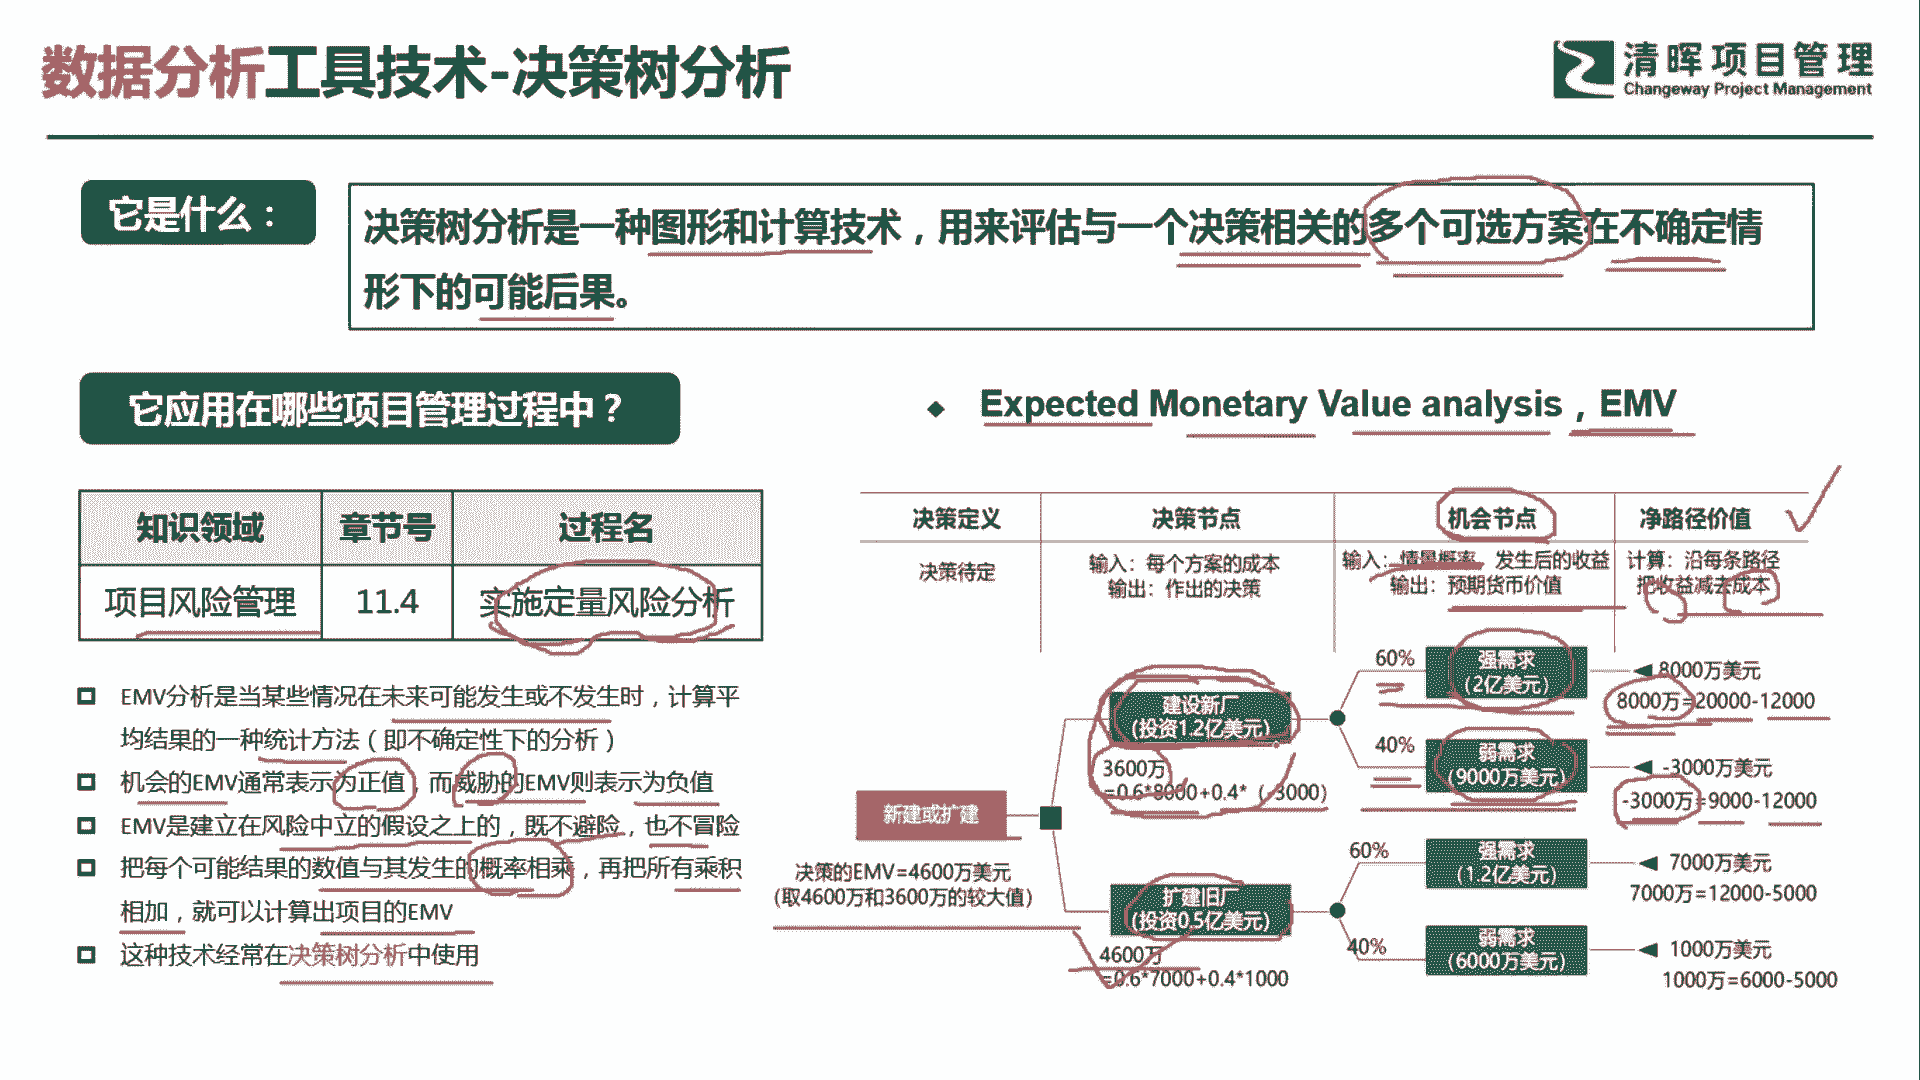 数据分析工具技术-决策树分析
清晖项目管理
Changeway Project Management
它是什么：
决策树分析是一种图形和计算技术，用来评估与一个决策相关的多个可选方案在不确定情
形下的可能后果。
它应用在哪些项目管理过程中？
知识领域 章节号 过程名
项目风险管理 11.4 实施定量风险分析
EMV分析是当某些情况在未来可能发生或不发生时，计算平
均结果的一种统计方法（即不确定性下的分析）
机会的EMV通常表示为正值，而威胁的EMV则表示为负值
EMV是建立在风险中立的假设之上的，既不避险，也不冒险
把每个可能结果的数值与其发生的概率相乘，再把所有乘积
相加，就可以计算出项目的EMV
这种技术经常在决策树分析中使用
Expected Monetary Value analysis，EMV
决策定义 决策节点 机会节点 净路径价值
决策待定
输入：每个方案的成本
输出：作出的决策
输入：情景概率，发生后的收益
输出：预期货币价值
计算：沿每条路径
把收益减去成本
新建或扩建
决策的EMV=4600万美元
(取4600万和3600万的较大值)
建设新厂
(投资1.2亿美元)
3600万
=0.6*8000+0.4*（-3000）
扩建旧厂
(投资0.5亿美元)
4600万
=0.6*7000+0.4*1000
60%
强需求
(2亿美元)
8000万美元
8000万=20000-12000
40%
弱需求
(9000万美元)
-3000万美元
-3000万=9000-12000
60%
强需求
(1.2亿美元)
7000万美元
7000万=12000-5000
40%
弱需求
(6000万美元)
1000万美元
1000万=6000-5000